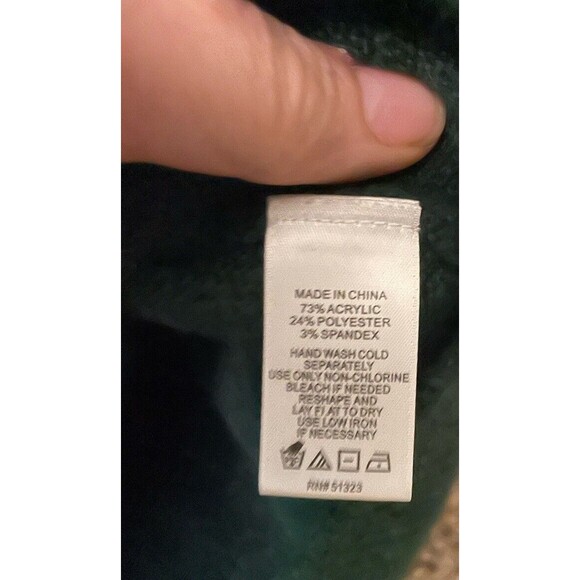 MADE IN CHINA
73% ACRYLIC
24% POLYESTER
3% SPANDEX
HAND WASH COLD
SEPARATELY
USE ONLY NON-CHLORINE
BLEACH IF NEEDED
RESHAPE AND
LAY FLAT TO DRY
USE LOW IRON
IF NECESSARY
RN# 51323